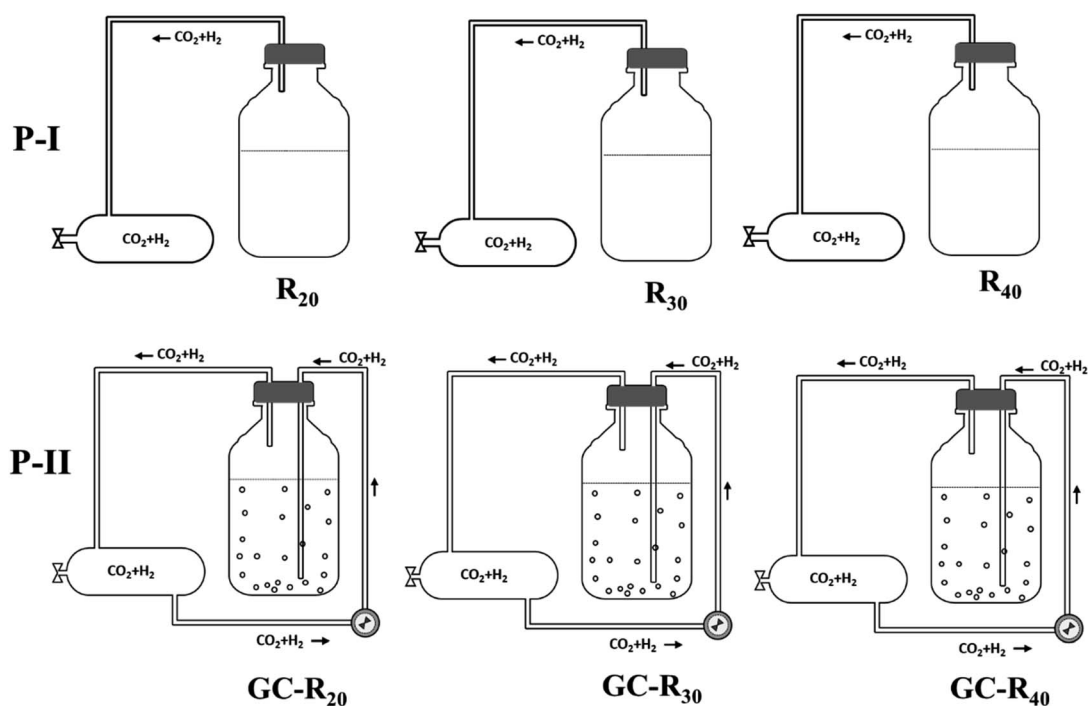 P-I
← CO₂+H₂
CO₂+H₂
R₂₀
← CO₂+H₂
CO₂+H₂
R₃₀
← CO₂+H₂
CO₂+H₂
R₄₀
P-II
← CO₂+H₂
← CO₂+H₂
CO₂+H₂
CO₂+H₂ →
GC-R₂₀
← CO₂+H₂
← CO₂+H₂
CO₂+H₂
CO₂+H₂ →
GC-R₃₀
← CO₂+H₂
← CO₂+H₂
CO₂+H₂
CO₂+H₂ →
GC-R₄₀